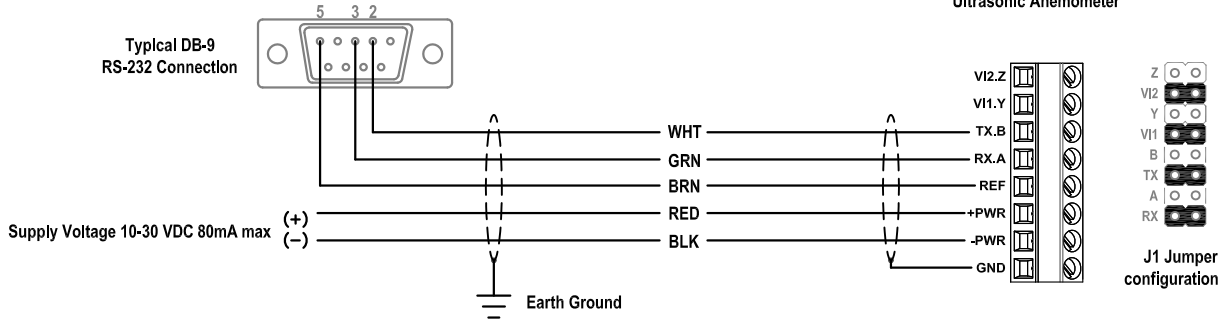 Ultrasonic Anemometer
5 3 2
Typical DB-9
RS-232 Connection
WHT
GRN
BRN
RED
BLK
(+)
Supply Voltage 10-30 VDC 80mA max (−)
Earth Ground
VI2.Z
VI1.Y
TX.B
RX.A
REF
+PWR
-PWR
GND
Z
VI2
Y
VI1
B
TX
A
RX
J1 Jumper
configuration